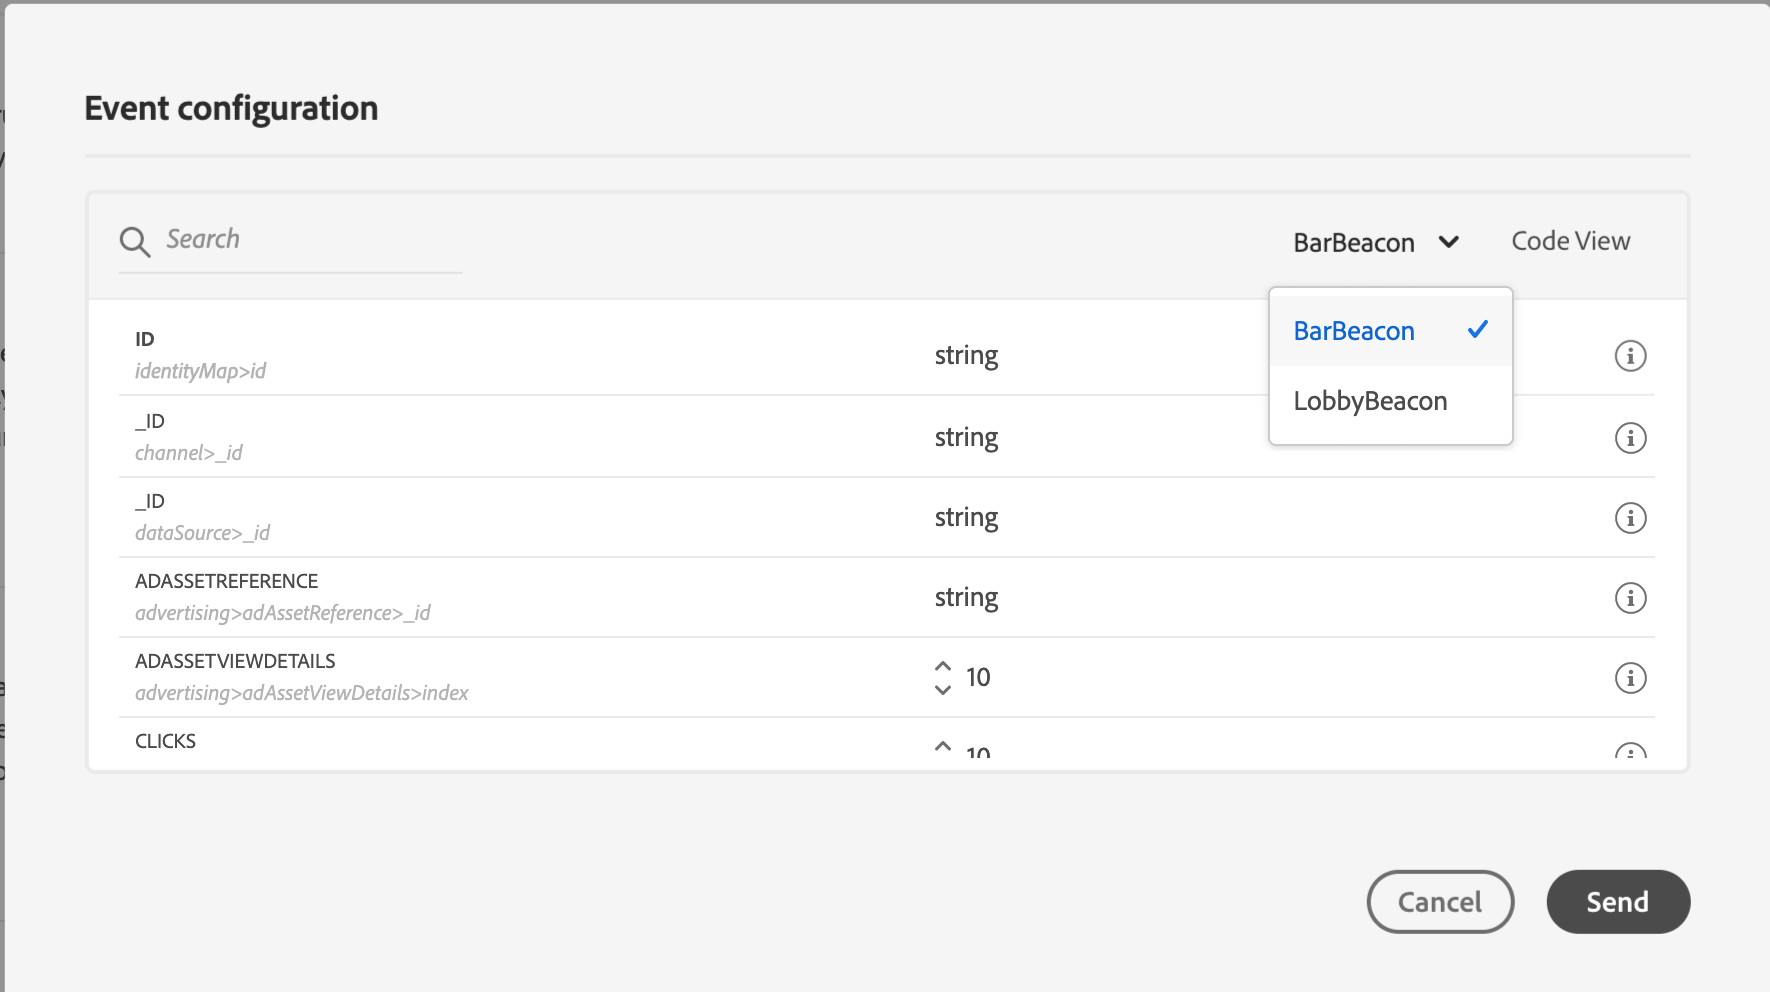 Event configuration
Search
BarBeacon
Code View
BarBeacon
LobbyBeacon
ID
string
identityMap>id
_ID
string
channel>_id
_ID
string
dataSource>_id
ADASSETREFERENCE
string
advertising>adAssetReference>_id
ADASSETVIEWDETAILS
10
advertising>adAssetViewDetails>index
CLICKS
10
Cancel
Send